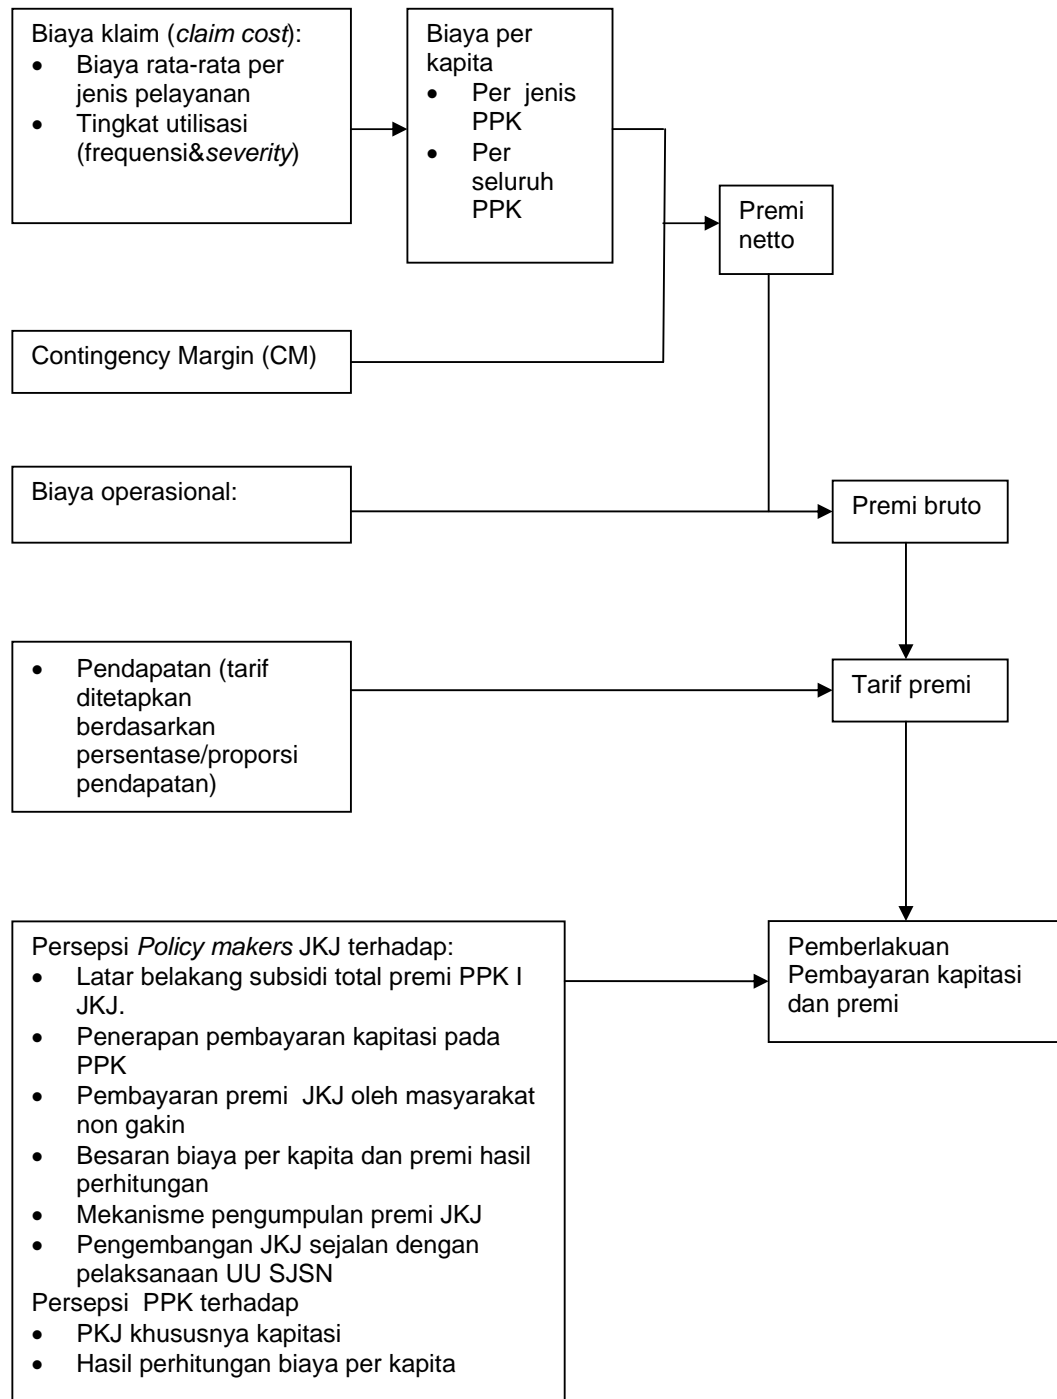 Biaya klaim (claim cost):
• Biaya rata-rata per
jenis pelayanan
• Tingkat utilisasi
(frequensi&severity)
Biaya per
kapita
• Per jenis
PPK
• Per
seluruh
PPK
Premi
netto
Contingency Margin (CM)
Biaya operasional:
Premi bruto
• Pendapatan (tarif
ditetapkan
berdasarkan
persentase/proporsi
pendapatan)
Tarif premi
Persepsi Policy makers JKJ terhadap:
• Latar belakang subsidi total premi PPK I
JKJ.
• Penerapan pembayaran kapitasi pada
PPK
• Pembayaran premi JKJ oleh masyarakat
non gakin
• Besaran biaya per kapita dan premi hasil
perhitungan
• Mekanisme pengumpulan premi JKJ
• Pengembangan JKJ sejalan dengan
pelaksanaan UU SJSN
Persepsi PPK terhadap
• PKJ khususnya kapitasi
• Hasil perhitungan biaya per kapita
Pemberlakuan
Pembayaran kapitasi
dan premi